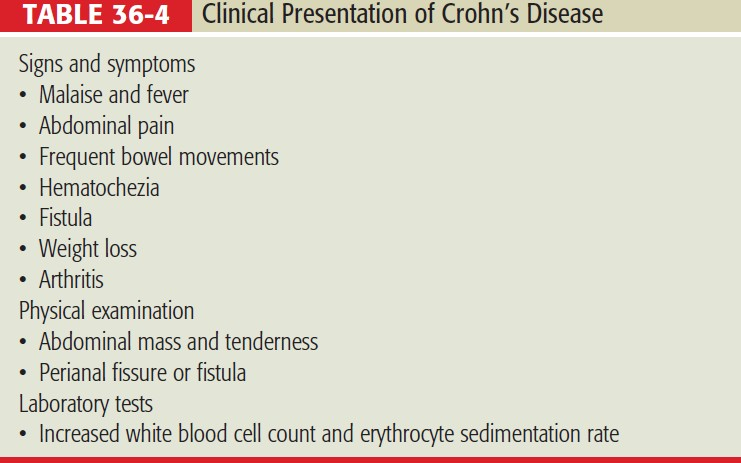 TABLE 36-4 Clinical Presentation of Crohn's Disease
Signs and symptoms
• Malaise and fever
• Abdominal pain
• Frequent bowel movements
• Hematochezia
• Fistula
• Weight loss
• Arthritis
Physical examination
• Abdominal mass and tenderness
• Perianal fissure or fistula
Laboratory tests
• Increased white blood cell count and erythrocyte sedimentation rate